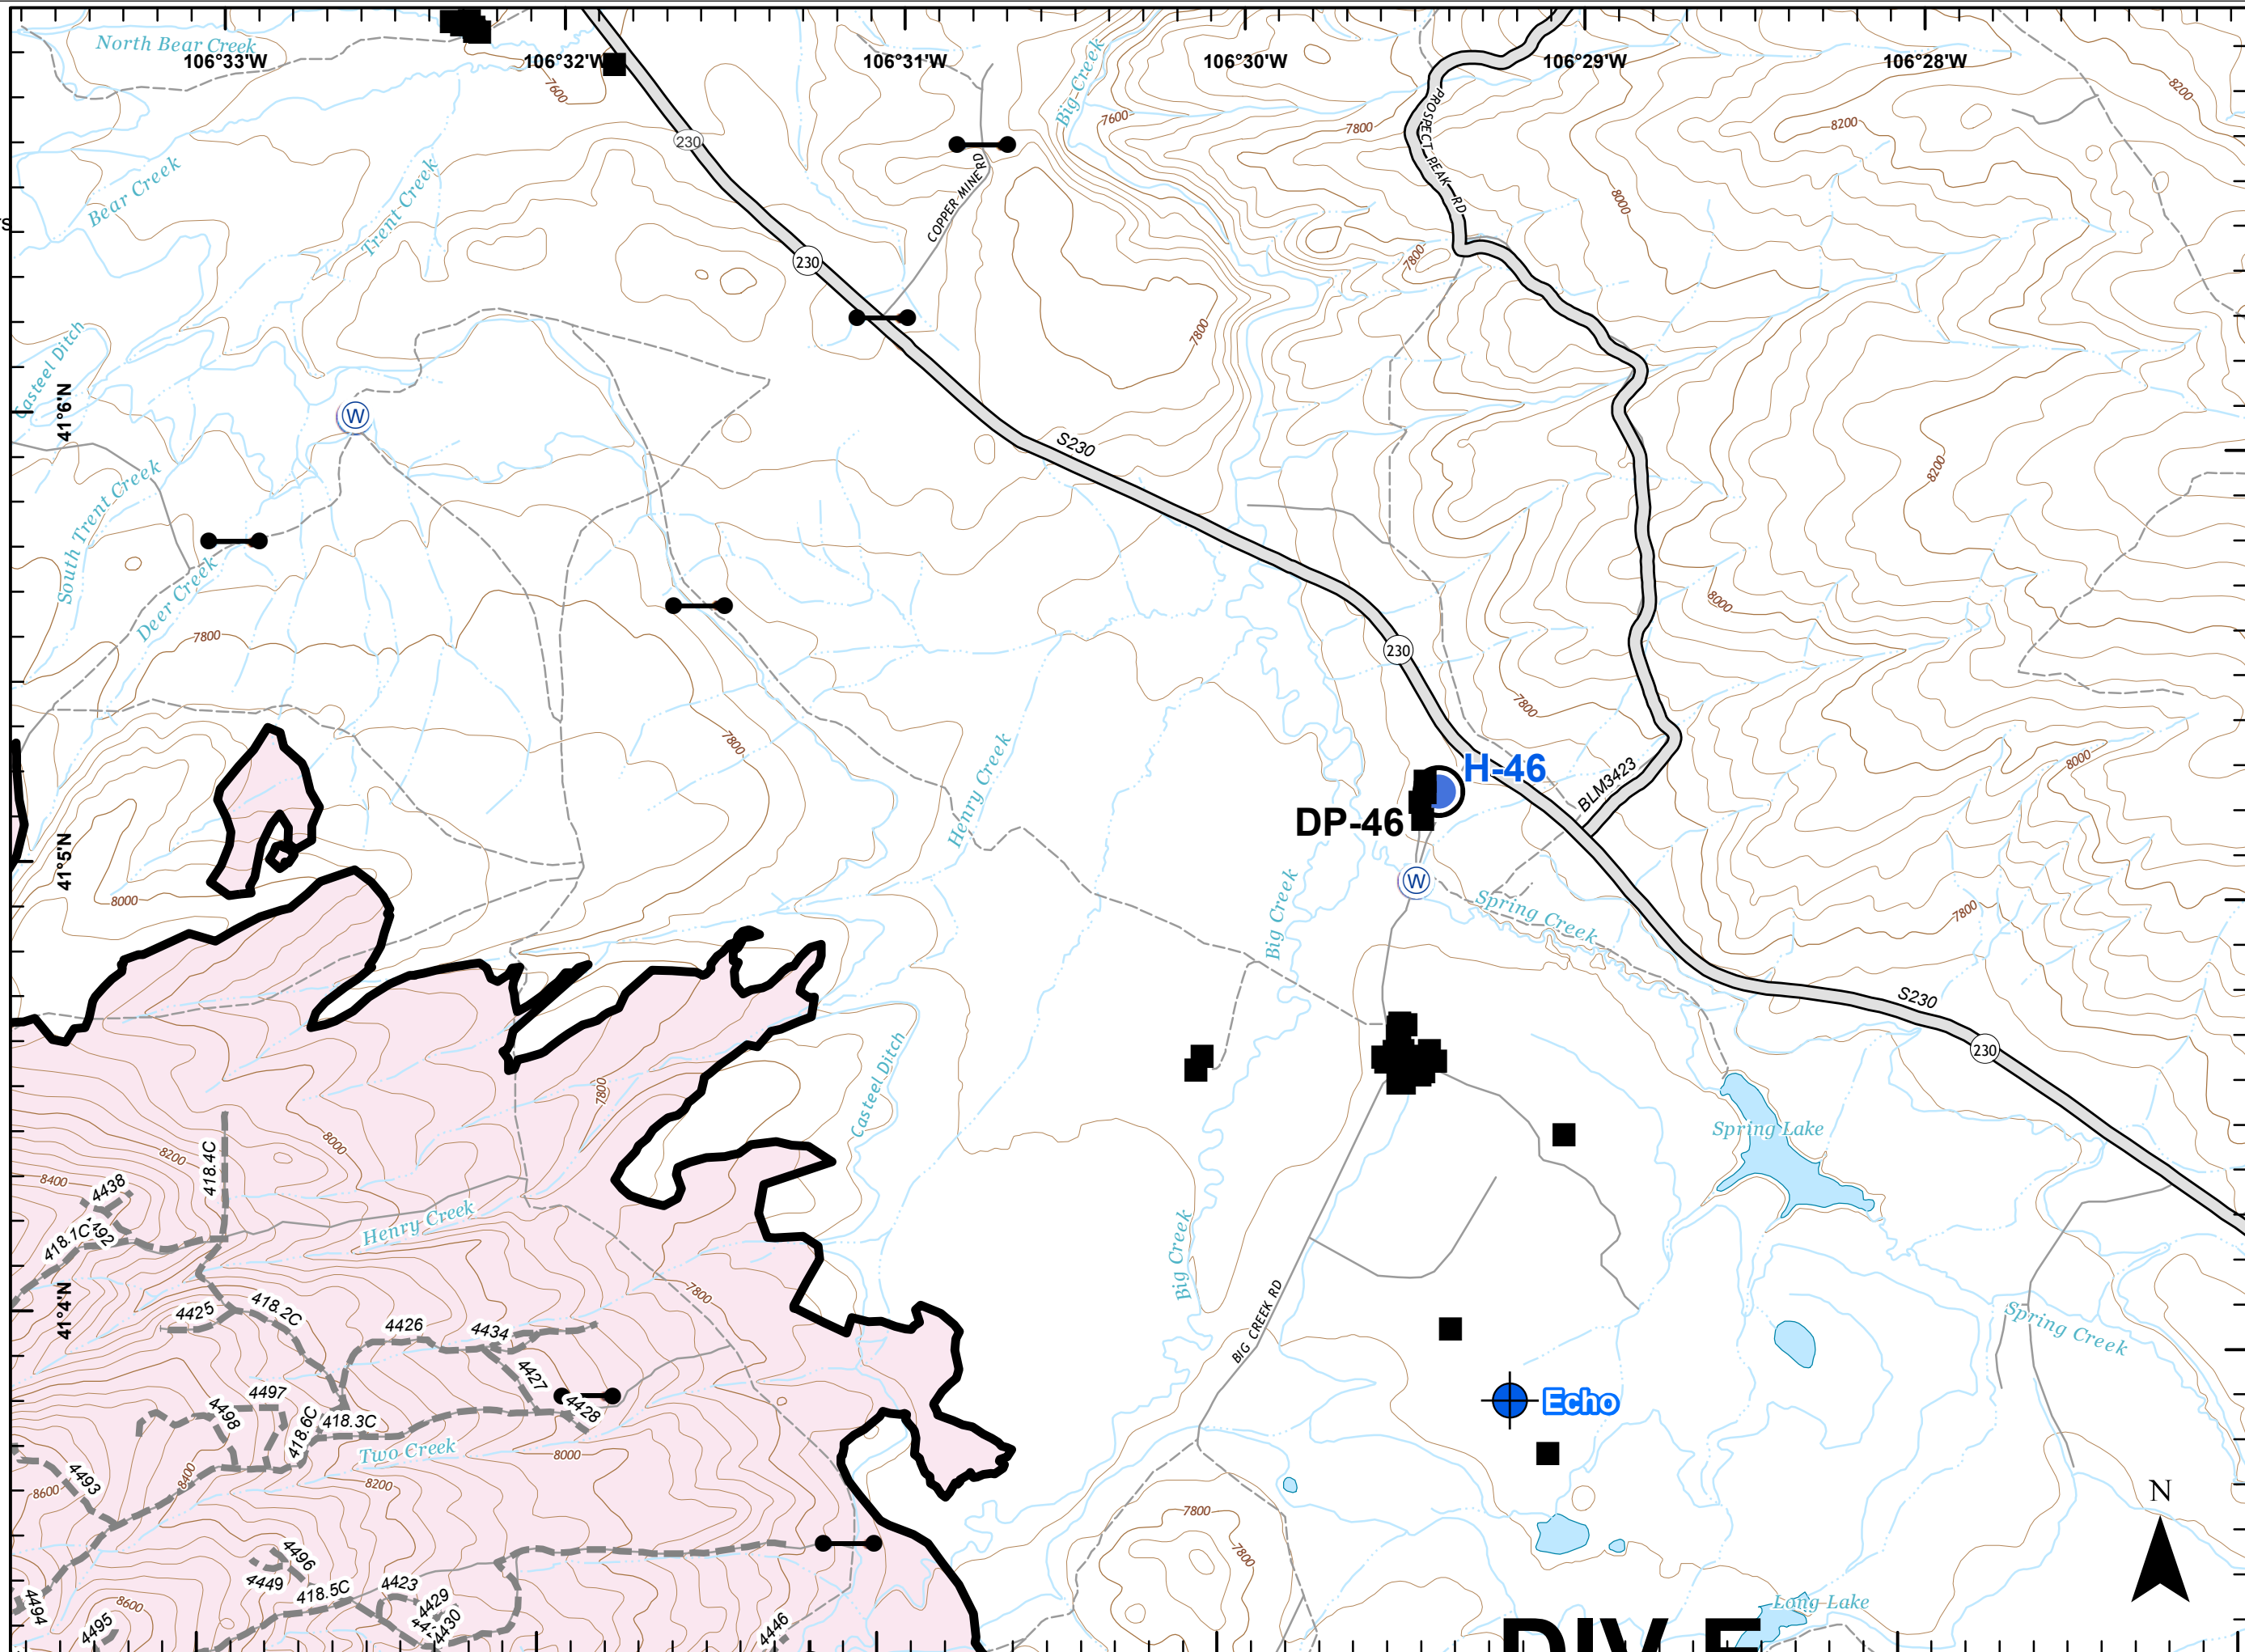 North Bear Creek
106°33'W
106°32'W
106°31'W
106°30'W
106°29'W
106°28'W
Big Creek
7600
7600
7800
8200
8200
PROSPECT PEAK RD
230
COPPER MINE RD
Bear Creek
Trent Creek
8000
7800
230
7800
Casteel Ditch
41°6'N
W
S230
8200
South Trent Creek
Deer Creek
7800
8000
230
7800
7800
8000
Henry Creek
H-46
BLM3423
DP-46
41°5'N
W
8000
Big Creek
Spring Creek
7800
S230
230
7800
Casteel Ditch
8000
8200
8400
418.4C
4438
418.1C
Spring Lake
Henry Creek
Big Creek
7800
BIG CREEK RD
41°4'N
4425
418.2C
4426
4434
Spring Creek
4427
4428
4497
4498
418.6C
418.3C
Two Creek
8000
Echo
4493
8400
8200
8600
N
7800
7800
4496
4449
418.5C
4423
4429
4430
4494
8600
4495
4446
Long Lake
DIV E